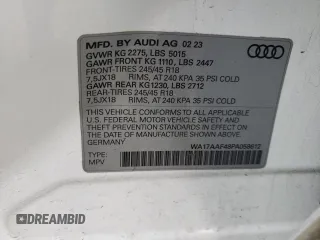 MFD. BY AUDI AG 02 23
GVWR KG 2275, LBS 5015
GAWR FRONT KG 1110, LBS 2447
FRONT-TIRES 245/45 R18
7,5JX18 RIMS, AT 240 KPA 35 PSI COLD
GAWR REAR KG1230, LBS 2712
REAR-TIRES 245/45 R18
7,5JX18 RIMS, AT 240 KPA 35 PSI COLD
THIS VEHICLE CONFORMS TO ALL APPLICABLE
U.S. FEDERAL MOTOR VEHICLE SAFETY STANDARDS
IN EFFECT ON THE DATE OF MANUFACTURE SHOWN ABOVE.
GERMANY
TYPE:
MPV
DREAMBID